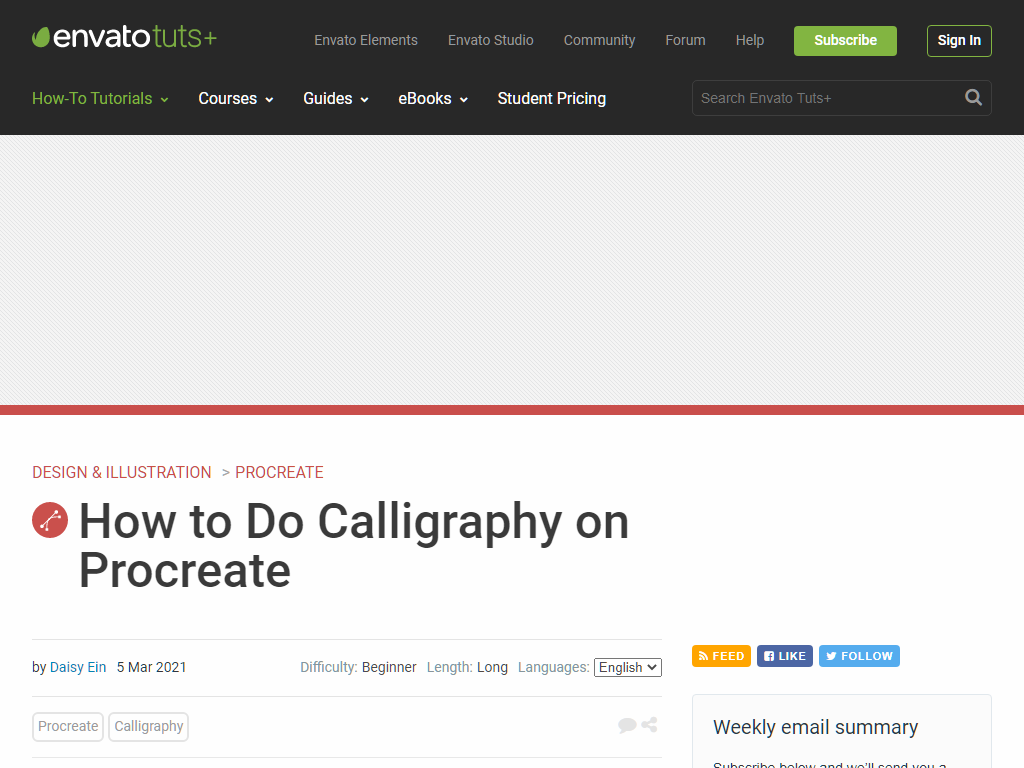 envatotuts+
Envato Elements Envato Studio Community Forum Help Subscribe Sign In
How-To Tutorials Courses Guides eBooks Student Pricing Search Envato Tuts+
DESIGN & ILLUSTRATION > PROCREATE
How to Do Calligraphy on
Procreate
by Daisy Ein 5 Mar 2021 Difficulty: Beginner Length: Long Languages: English
FEED LIKE FOLLOW
Procreate Calligraphy
Weekly email summary
Subscribe below and we'll send you a